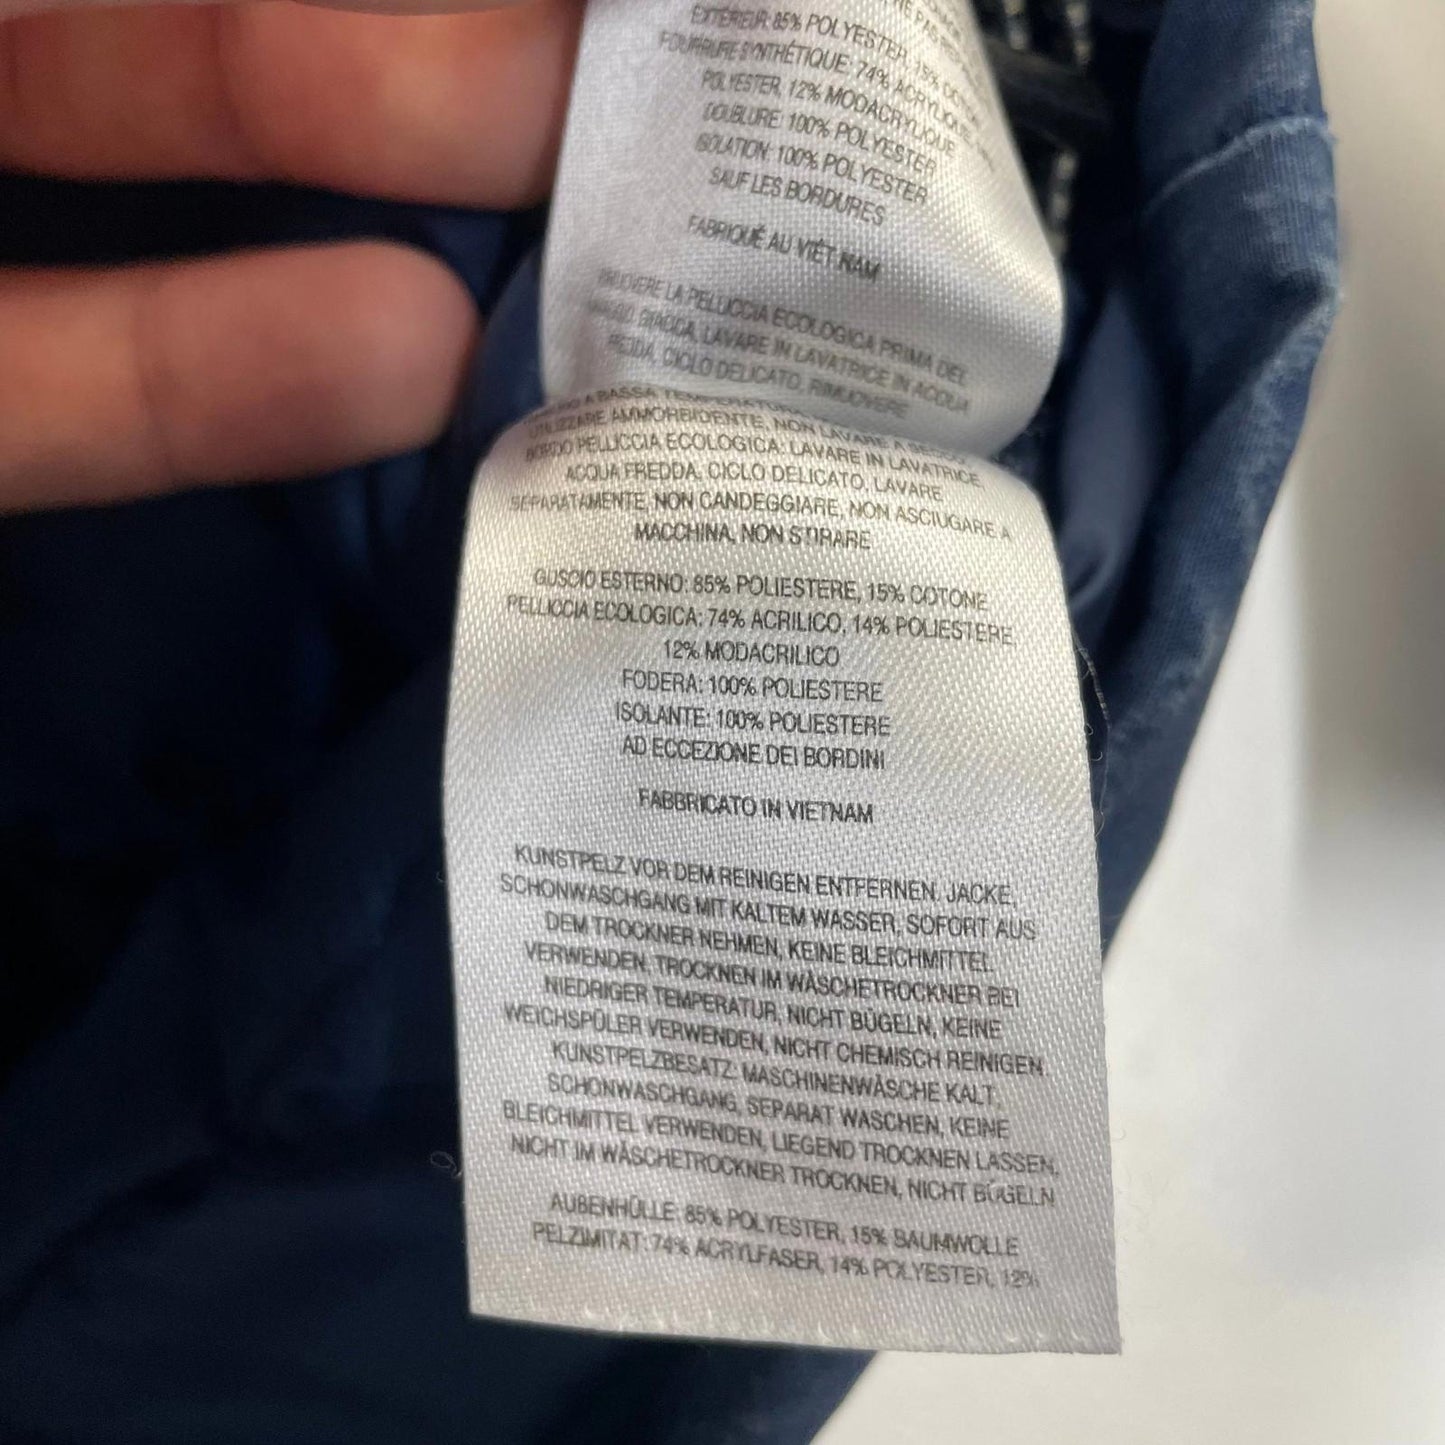 EXTÉRIEUR: 85% POLYESTER, 15% COTON
FOURRURE SYNTHÉTIQUE: 74% ACRYLIQUE, 14%
POLYESTER, 12% MODACRYLIQUE
DOUBLURE: 100% POLYESTER
ISOLATION: 100% POLYESTER
SAUF LES BORDURES
FABRIQUÉ AU VIÊT NAM
RIMUOVERE LA PELLICCIA ECOLOGICA PRIMA DEL
GIACCA, LAVARE IN LAVATRICE IN ACQUA
FREDDA, CICLO DELICATO, RIMUOVERE
A BASSA TEMPERATURA
UTILIZZARE AMMORBIDENTE, NON LAVARE A SECCO
BORDO PELLICCIA ECOLOGICA: LAVARE IN LAVATRICE,
ACQUA FREDDA, CICLO DELICATO, LAVARE
SEPARATAMENTE, NON CANDEGGIARE, NON ASCIUGARE A
MACCHINA, NON STIRARE
GUSCIO ESTERNO: 85% POLIESTERE, 15% COTONE
PELLICCIA ECOLOGICA: 74% ACRILICO, 14% POLIESTERE,
12% MODACRILICO
FODERA: 100% POLIESTERE
ISOLANTE: 100% POLIESTERE
AD ECCEZIONE DEI BORDINI
FABBRICATO IN VIETNAM
KUNSTPELZ VOR DEM REINIGEN ENTFERNEN. JACKE,
SCHONWASCHGANG MIT KALTEM WASSER, SOFORT AUS
DEM TROCKNER NEHMEN, KEINE BLEICHMITTEL
VERWENDEN, TROCKNEN IM WÄSCHETROCKNER BEI
NIEDRIGER TEMPERATUR, NICHT BÜGELN, KEINE
WEICHSPÜLER VERWENDEN, NICHT CHEMISCH REINIGEN.
KUNSTPELZBESATZ: MASCHINENWÄSCHE KALT,
SCHONWASCHGANG, SEPARAT WASCHEN, KEINE
BLEICHMITTEL VERWENDEN, LIEGEND TROCKNEN LASSEN,
NICHT IM WÄSCHETROCKNER TROCKNEN, NICHT BÜGELN
AUBENHÜLLE: 85% POLYESTER, 15% BAUMWOLLE
PELZIMITAT: 74% ACRYLFASER, 14% POLYESTER, 12%